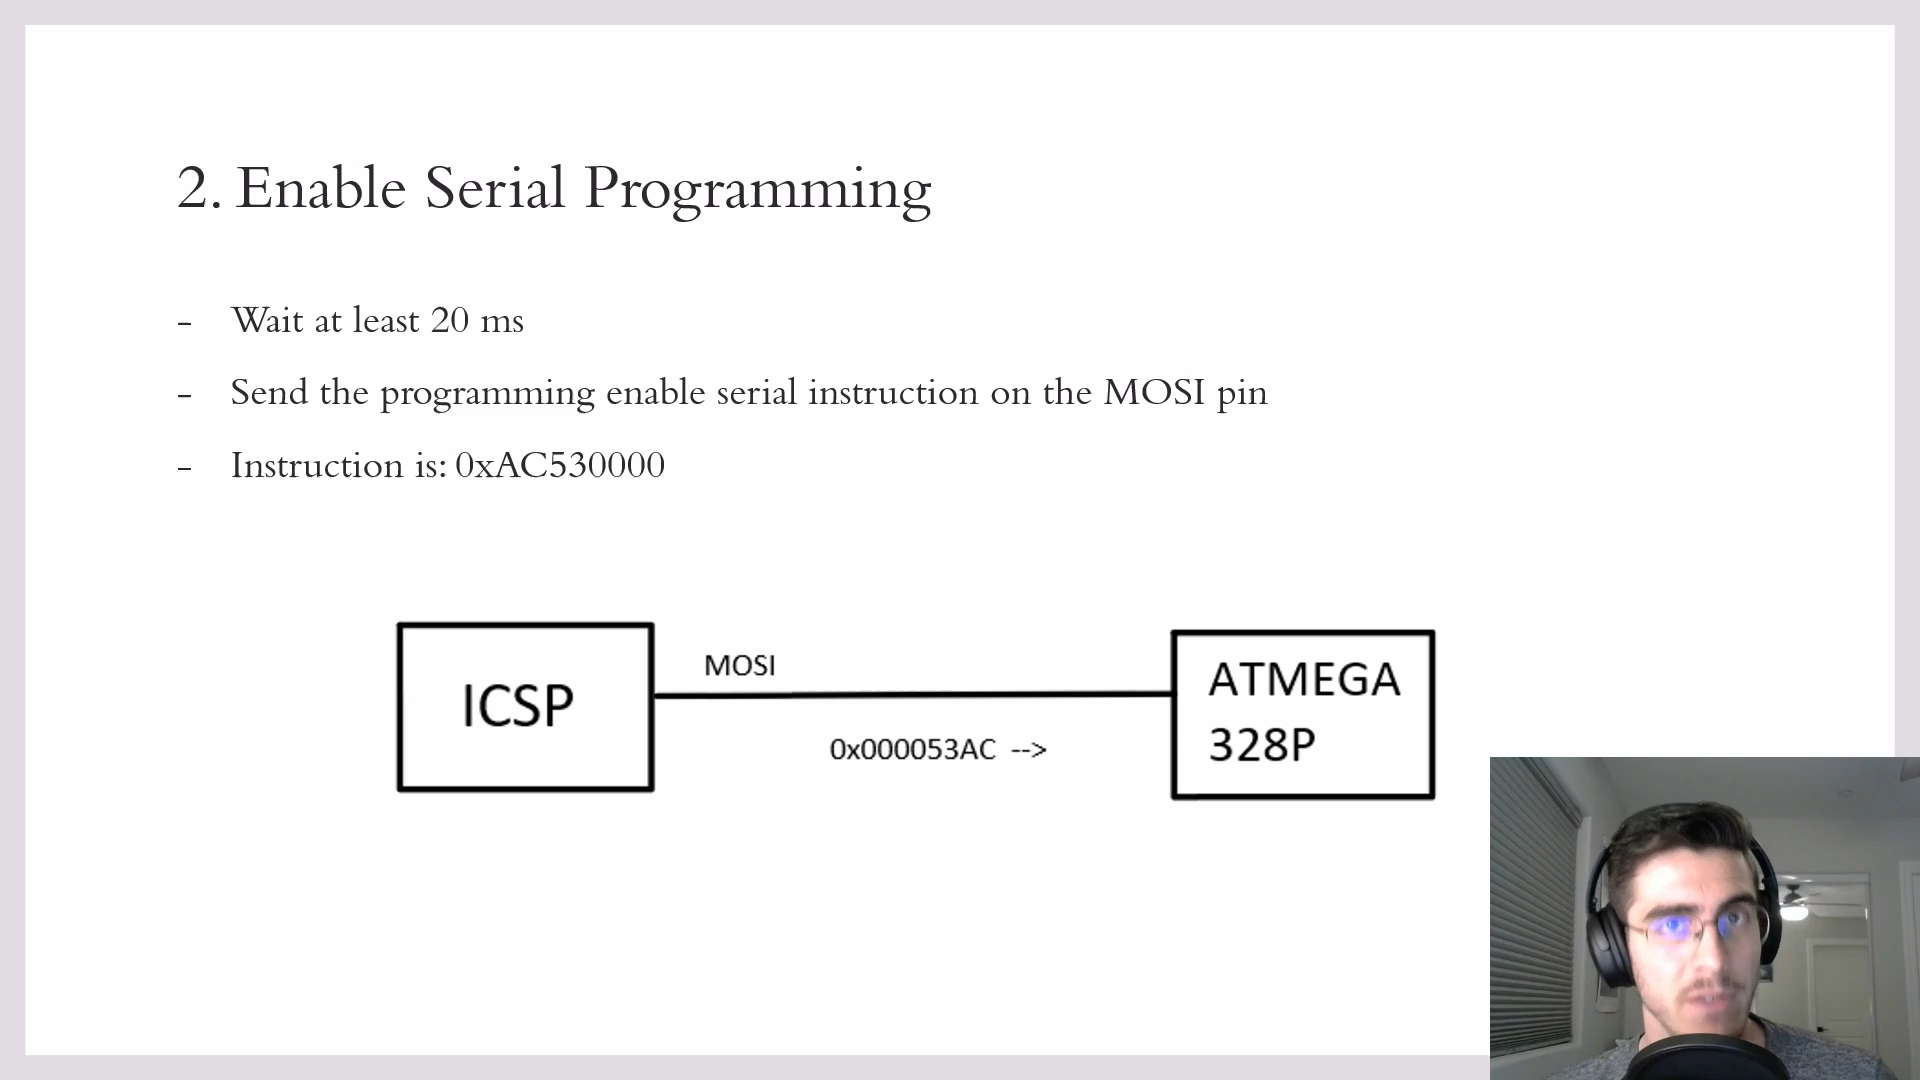 2. Enable Serial Programming
- Wait at least 20 ms
- Send the programming enable serial instruction on the MOSI pin
- Instruction is: 0xAC530000
ICSP
MOSI
0x000053AC -->
ATMEGA
328P